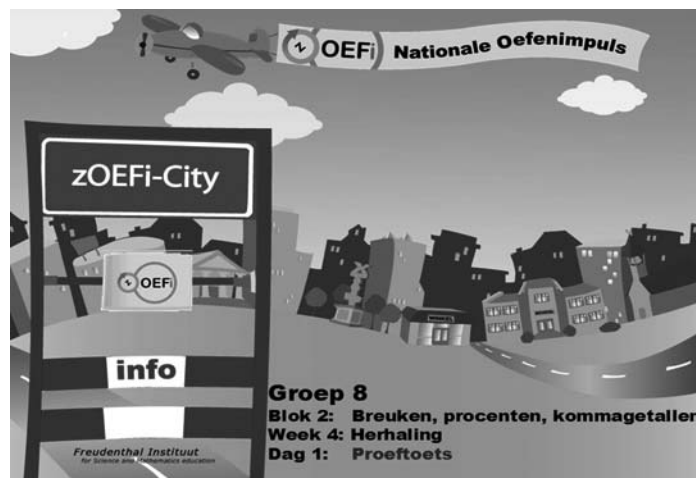 z OEFi Nationale Oefenimpuls
zOEFi-City
z OEFi
info
Groep 8
Blok 2: Breuken, procenten, kommagetallen
Week 4: Herhaling
Dag 1: Proeftoets
Freudenthal Instituut
for Science and Mathematics education